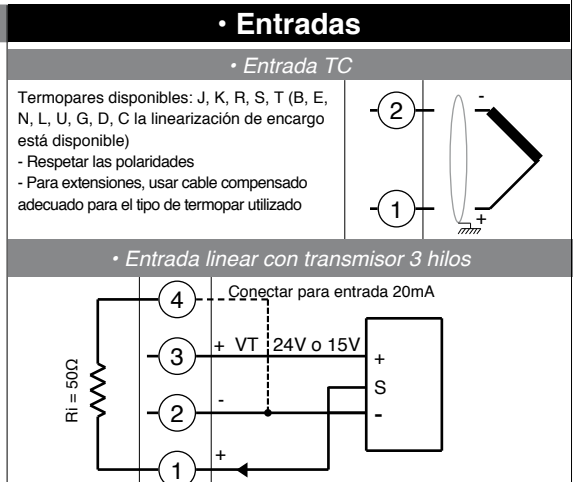 • Entradas
• Entrada TC
Termopares disponibles: J, K, R, S, T (B, E,
N, L, U, G, D, C la linearización de encargo
está disponible)
- Respetar las polaridades
- Para extensiones, usar cable compensado
adecuado para el tipo de termopar utilizado
2
-
1
+
• Entrada linear con transmisor 3 hilos
4
Conectar para entrada 20mA
3
+ VT 24V o 15V
+
S
-
2
-
1
+
Ri = 50Ω